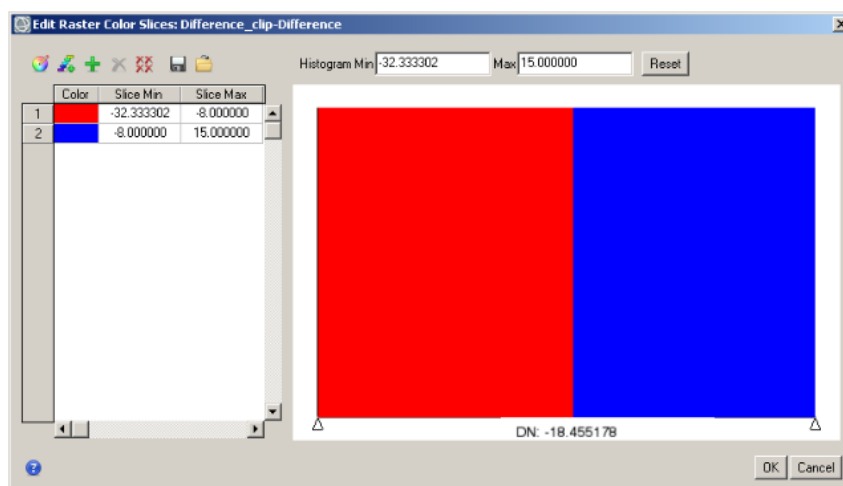 Edit Raster Color Slices: Difference_clip-Difference
Histogram Min -32.333302 Max 15.000000 Reset
Color Slice Min Slice Max
1 -32.333302 -8.000000
2 -8.000000 15.000000
DN: -18.455178
OK Cancel